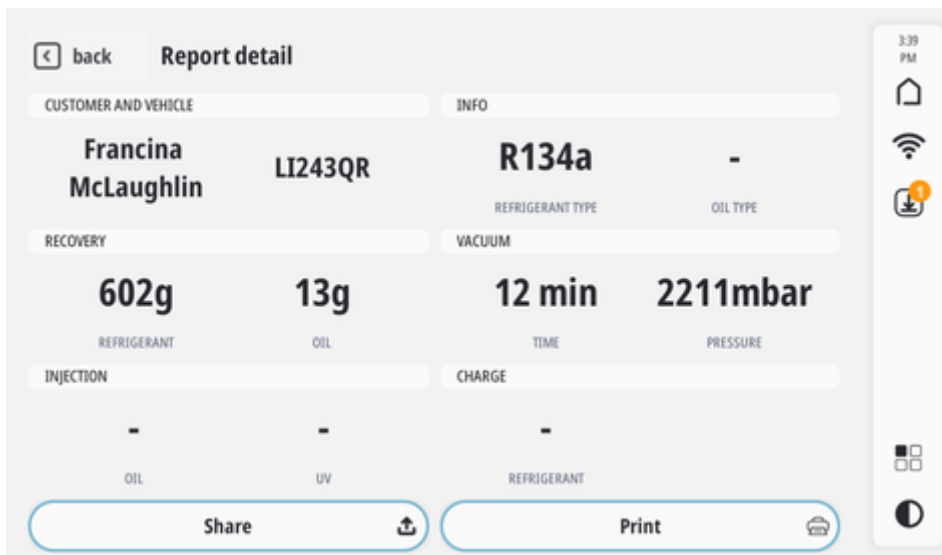 back
Report detail
3:39
PM
CUSTOMER AND VEHICLE
INFO
Francina
McLaughlin
LI243QR
R134a
-
REFRIGERANT TYPE
OIL TYPE
1
RECOVERY
VACUUM
602g
13g
12 min
2211mbar
REFRIGERANT
OIL
TIME
PRESSURE
INJECTION
CHARGE
-
-
-
OIL
UV
REFRIGERANT
Share
Print